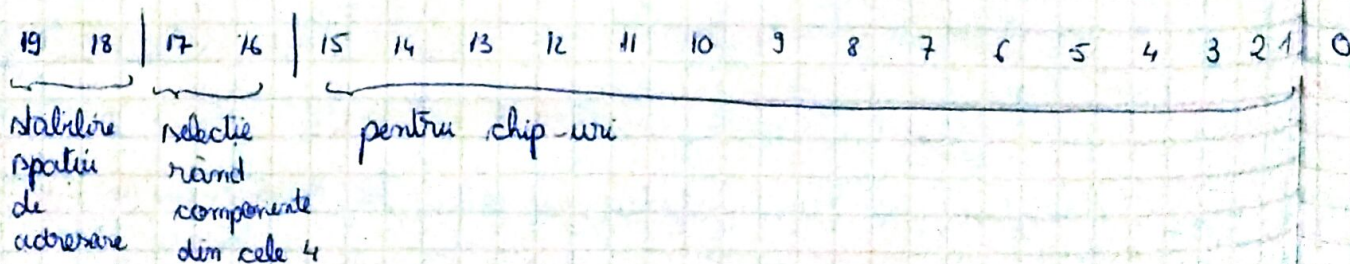 19 18 | 17 16 | 15 14 13 12 11 10 9 8 7 6 5 4 3 2 1 0
stabilire selectie pentru chip-uri
spatiu rând
de componente
adresare din cele 4